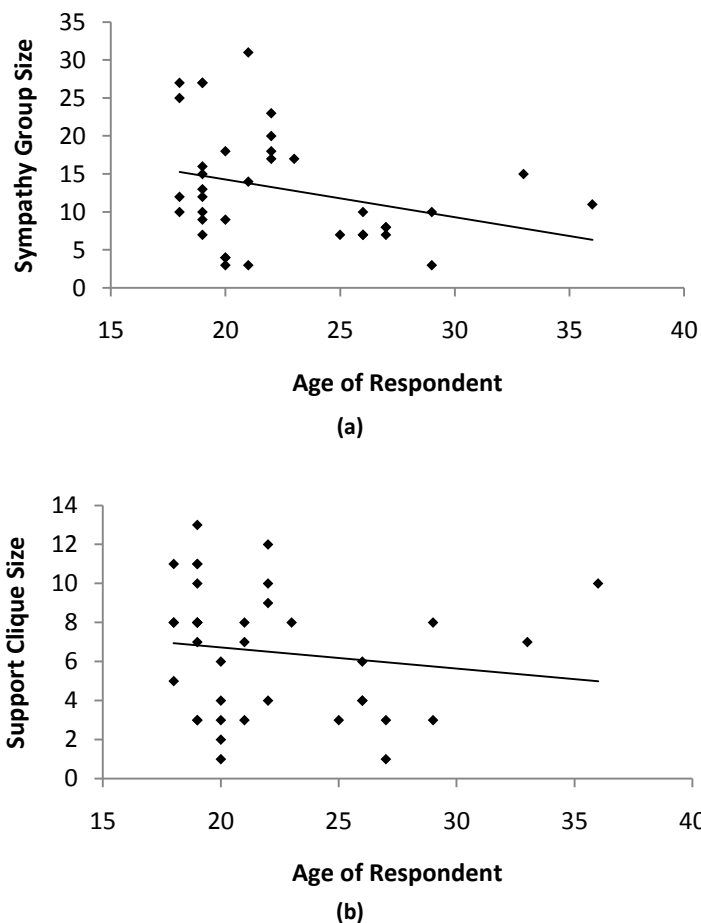 35
30
25
20
15
10
5
0
Sympathy Group Size
15 20 25 30 35 40
Age of Respondent
(a)
14
12
10
8
6
4
2
0
Support Clique Size
15 20 25 30 35 40
Age of Respondent
(b)